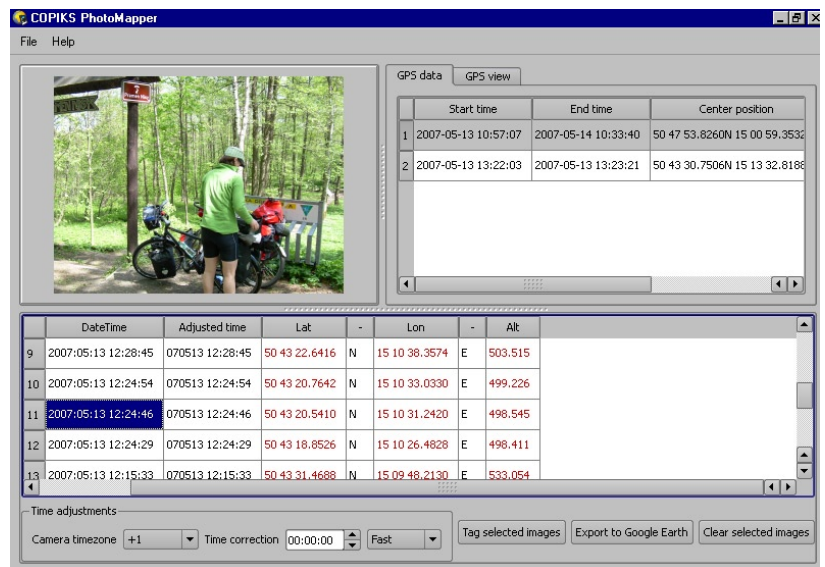 COPIKS PhotoMapper
File Help
GPS data GPS view
Start time End time Center position
1 2007-05-13 10:57:07 2007-05-14 10:33:40 50 47 53.8260N 15 00 59.3532
2 2007-05-13 13:22:03 2007-05-13 13:23:21 50 43 30.7506N 15 13 32.8188
DateTime Adjusted time Lat - Lon - Alt
9 2007:05:13 12:28:45 070513 12:28:45 50 43 22.6416 N 15 10 38.3574 E 503.515
10 2007:05:13 12:24:54 070513 12:24:54 50 43 20.7642 N 15 10 33.0330 E 499.226
11 2007:05:13 12:24:46 070513 12:24:46 50 43 20.5410 N 15 10 31.2420 E 498.545
12 2007:05:13 12:24:29 070513 12:24:29 50 43 18.8526 N 15 10 26.4828 E 498.411
13 2007:05:13 12:15:33 070513 12:15:33 50 43 31.4688 N 15 09 48.2130 E 533.054
Time adjustments
Camera timezone +1 Time correction 00:00:00 Fast Tag selected images Export to Google Earth Clear selected images